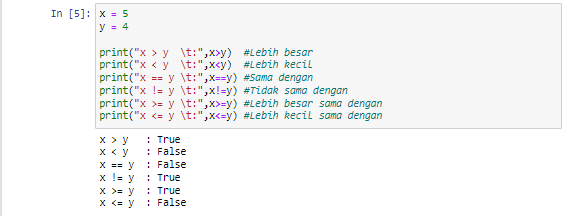 In [5]: x = 5
y = 4
print("x > y  \t:",x>y)  #Lebih besar
print("x < y  \t:",x<y)  #Lebih kecil
print("x == y \t:",x==y) #Sama dengan
print("x != y \t:",x!=y) #Tidak sama dengan
print("x >= y \t:",x>=y) #Lebih besar sama dengan
print("x <= y \t:",x<=y) #Lebih kecil sama dengan
x > y   : True
x < y   : False
x == y  : False
x != y  : True
x >= y  : True
x <= y  : False